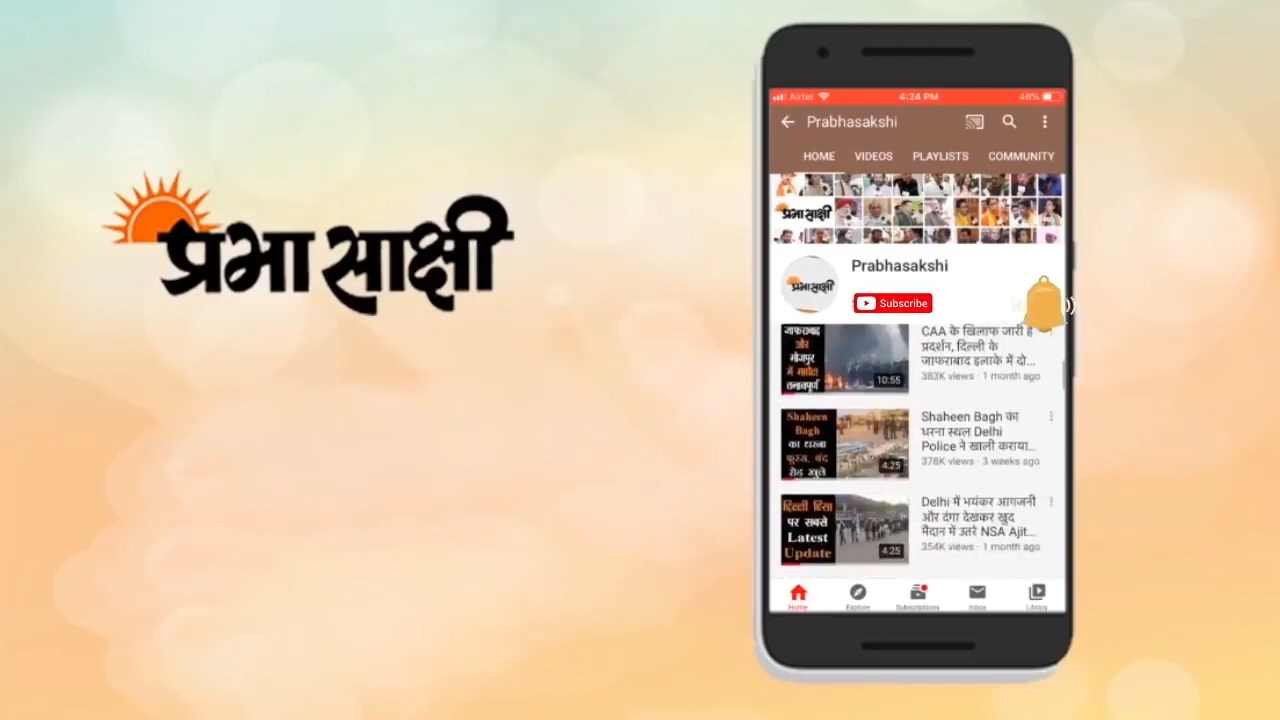 प्रभासाक्षी
Airtel 4:24 PM 46%
Prabhasakshi
HOME VIDEOS PLAYLISTS COMMUNITY
प्रभासाक्षी
प्रभासाक्षी
Prabhasakshi
Subscribe
जाफराबाद
और
भोजपुर
में माहौल
तनावपूर्ण
10:55
CAA के खिलाफ जारी है
प्रदर्शन, दिल्ली के
जाफराबाद इलाके में दो...
383K views · 1 month ago
Shaheen
Bagh
का धरना
फुस्स, बंद
रोड खुले
4:25
Shaheen Bagh का
धरना स्थल Delhi
Police ने खाली कराया...
378K views · 3 weeks ago
दिल्ली हिंसा
पर सबसे
Latest
Update
4:25
Delhi में भयंकर आगजनी
और दंगा देखकर खुद
मैदान में उतरे NSA Ajit...
354K views · 1 month ago
Home Explore Subscriptions Inbox Library